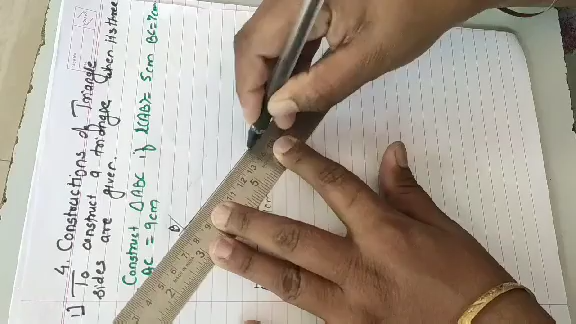 4. Constructions of Triangle
1) To construct a triangle when its three
sides are given.
Construct △ABC if l(AB) = 5cm BC = 7cm
AC = 9cm
B